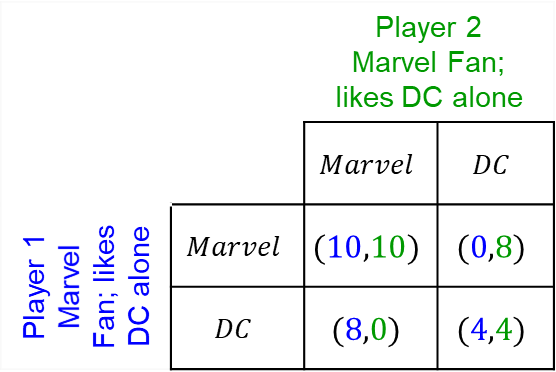 Player 2
Marvel Fan;
likes DC alone
Marvel DC
Player 1
Marvel
Fan; likes
DC alone
Marvel (10,10) (0,8)
DC (8,0) (4,4)